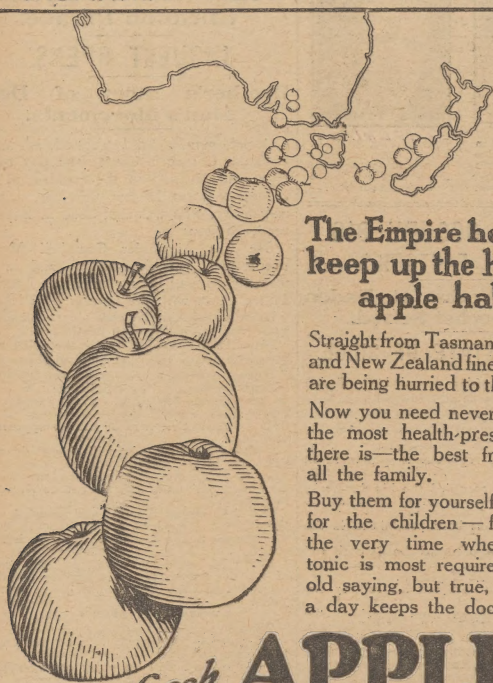 The Empire he
keep up the h
apple ha
Straight from Tasman
and New Zealand fine
are being hurried to th
Now you need never
the most health-pres
there is—the best fr
all the family.
Buy them for yourself
for the children—f
the very time whe
tonic is most require
old saying, but true,
a day keeps the doc
APPLE